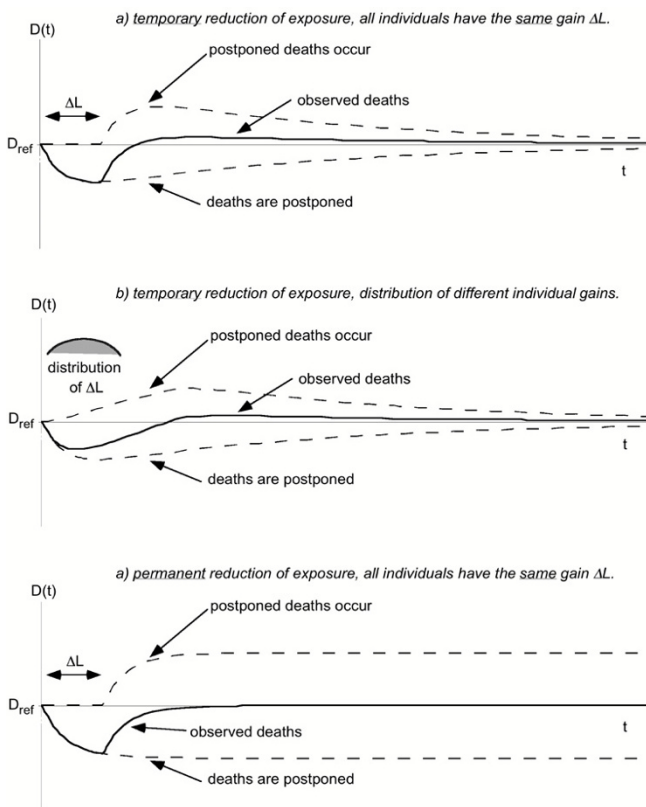 a) temporary reduction of exposure, all individuals have the same gain ΔL.
D(t)
postponed deaths occur
ΔL
observed deaths
D_ref
t
deaths are postponed
b) temporary reduction of exposure, distribution of different individual gains.
D(t)
postponed deaths occur
distribution
of ΔL
observed deaths
D_ref
t
deaths are postponed
a) permanent reduction of exposure, all individuals have the same gain ΔL.
D(t)
postponed deaths occur
ΔL
D_ref
observed deaths
t
deaths are postponed